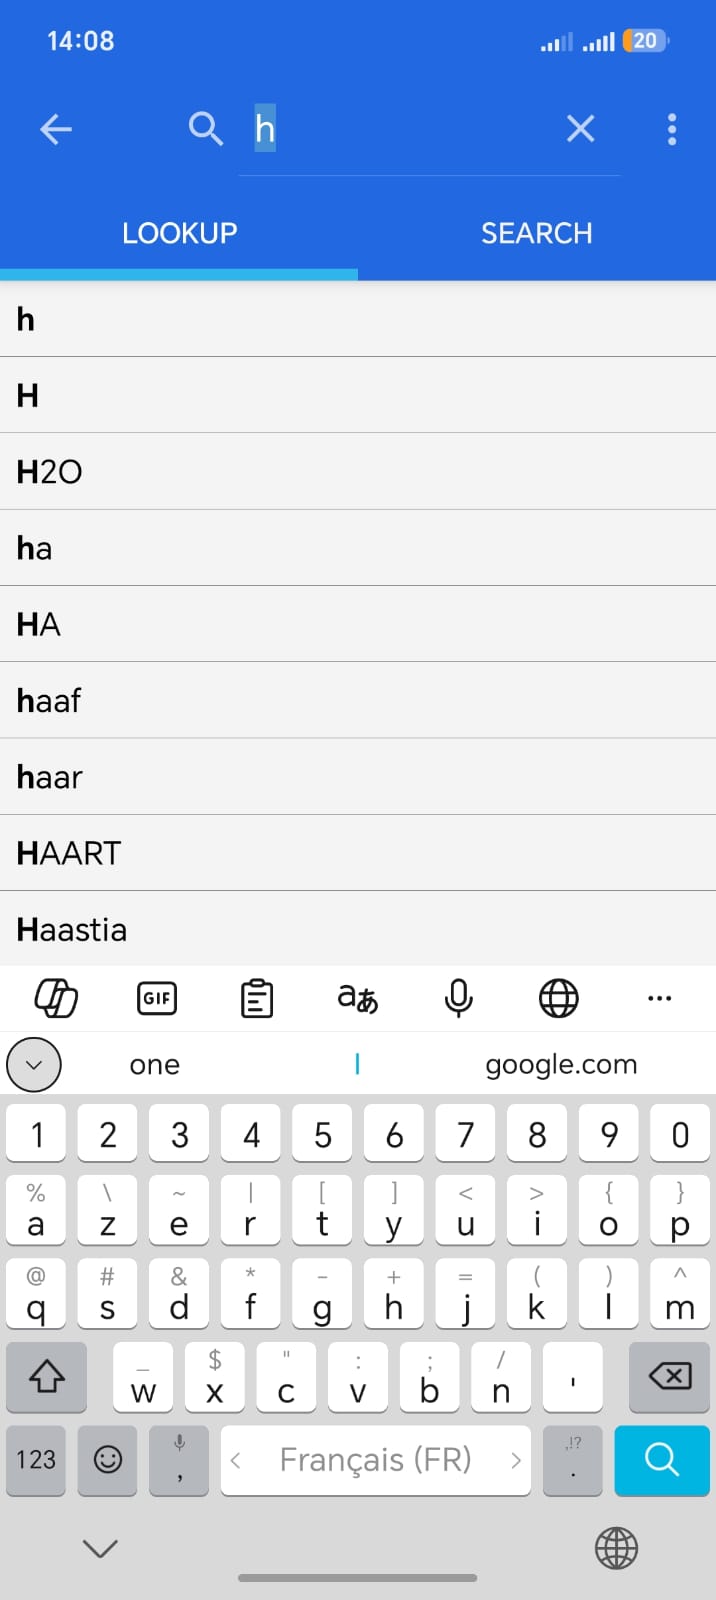 14:08 20
h
LOOKUP SEARCH
h
H
H2O
ha
HA
haaf
haar
HAART
Haastia
GIF aあ ...
one | google.com
1 2 3 4 5 6 7 8 9 0
% \ ~ | [ ] < > { }
a z e r t y u i o p
@ # & * - + = ( ) ^
q s d f g h j k l m
_ $ " : ; /
w x c v b n '
,!?
123 , < Français (FR) > .